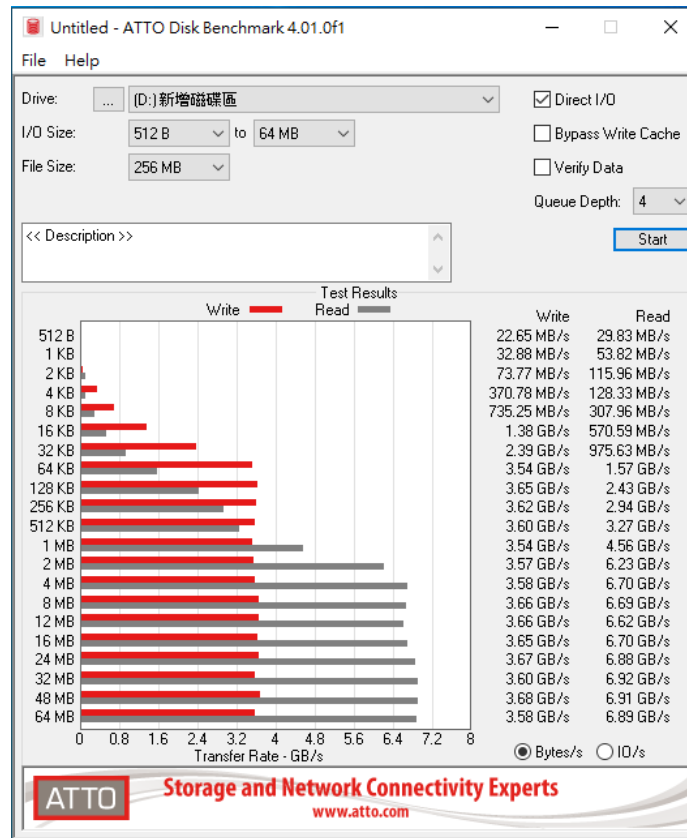 Untitled - ATTO Disk Benchmark 4.01.0f1
File Help
Drive: ... (D:)新增磁碟區
Direct I/O
I/O Size: 512 B to 64 MB
Bypass Write Cache
File Size: 256 MB
Verify Data
Queue Depth: 4
<< Description >>
Start
Test Results
Write Read
Write Read
512 B 22.65 MB/s 29.83 MB/s
1 KB 32.88 MB/s 53.82 MB/s
2 KB 73.77 MB/s 115.96 MB/s
4 KB 370.78 MB/s 128.33 MB/s
8 KB 735.25 MB/s 307.96 MB/s
16 KB 1.38 GB/s 570.59 MB/s
32 KB 2.39 GB/s 975.63 MB/s
64 KB 3.54 GB/s 1.57 GB/s
128 KB 3.65 GB/s 2.43 GB/s
256 KB 3.62 GB/s 2.94 GB/s
512 KB 3.60 GB/s 3.27 GB/s
1 MB 3.54 GB/s 4.56 GB/s
2 MB 3.57 GB/s 6.23 GB/s
4 MB 3.58 GB/s 6.70 GB/s
8 MB 3.66 GB/s 6.69 GB/s
12 MB 3.66 GB/s 6.62 GB/s
16 MB 3.65 GB/s 6.70 GB/s
24 MB 3.67 GB/s 6.88 GB/s
32 MB 3.60 GB/s 6.92 GB/s
48 MB 3.68 GB/s 6.91 GB/s
64 MB 3.58 GB/s 6.89 GB/s
0 0.8 1.6 2.4 3.2 4 4.8 5.6 6.4 7.2 8
Transfer Rate - GB/s
Bytes/s IO/s
ATTO
Storage and Network Connectivity Experts
www.atto.com